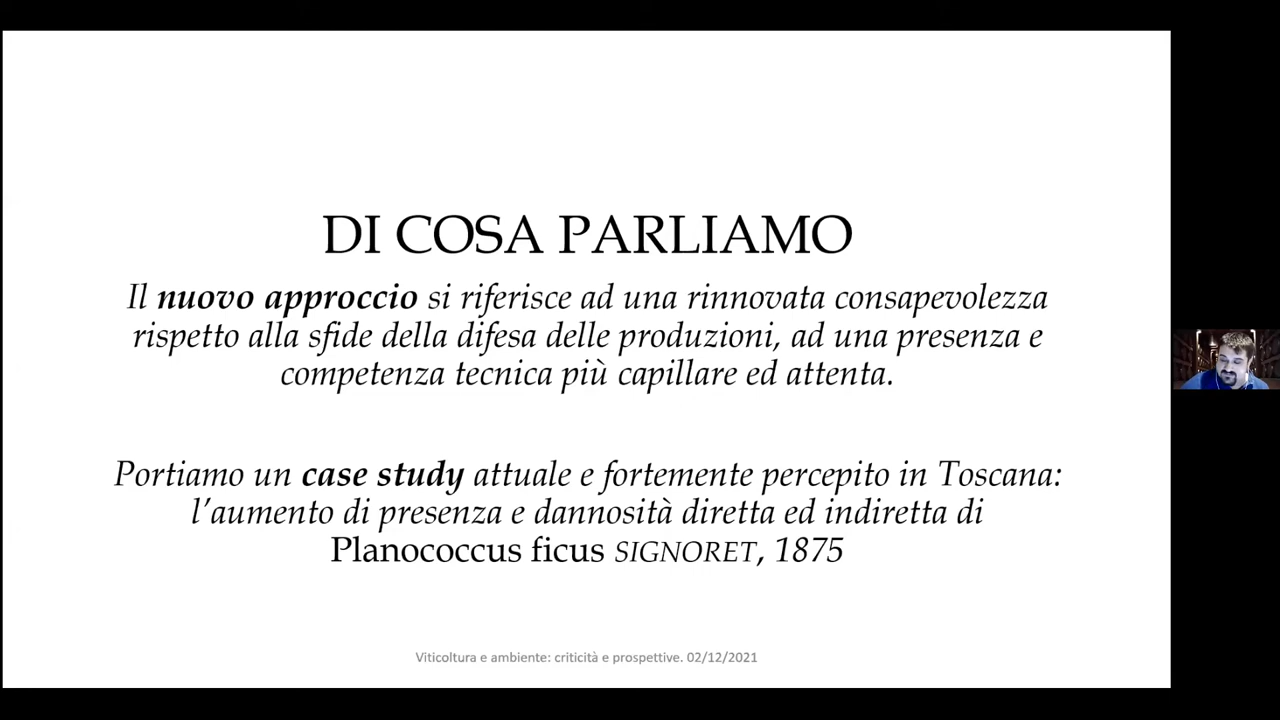 DI COSA PARLIAMO
Il nuovo approccio si riferisce ad una rinnovata consapevolezza
rispetto alla sfide della difesa delle produzioni, ad una presenza e
competenza tecnica più capillare ed attenta.
Portiamo un case study attuale e fortemente percepito in Toscana:
l’aumento di presenza e dannosità diretta ed indiretta di
Planococcus ficus SIGNORET, 1875
Viticoltura e ambiente: criticità e prospettive. 02/12/2021